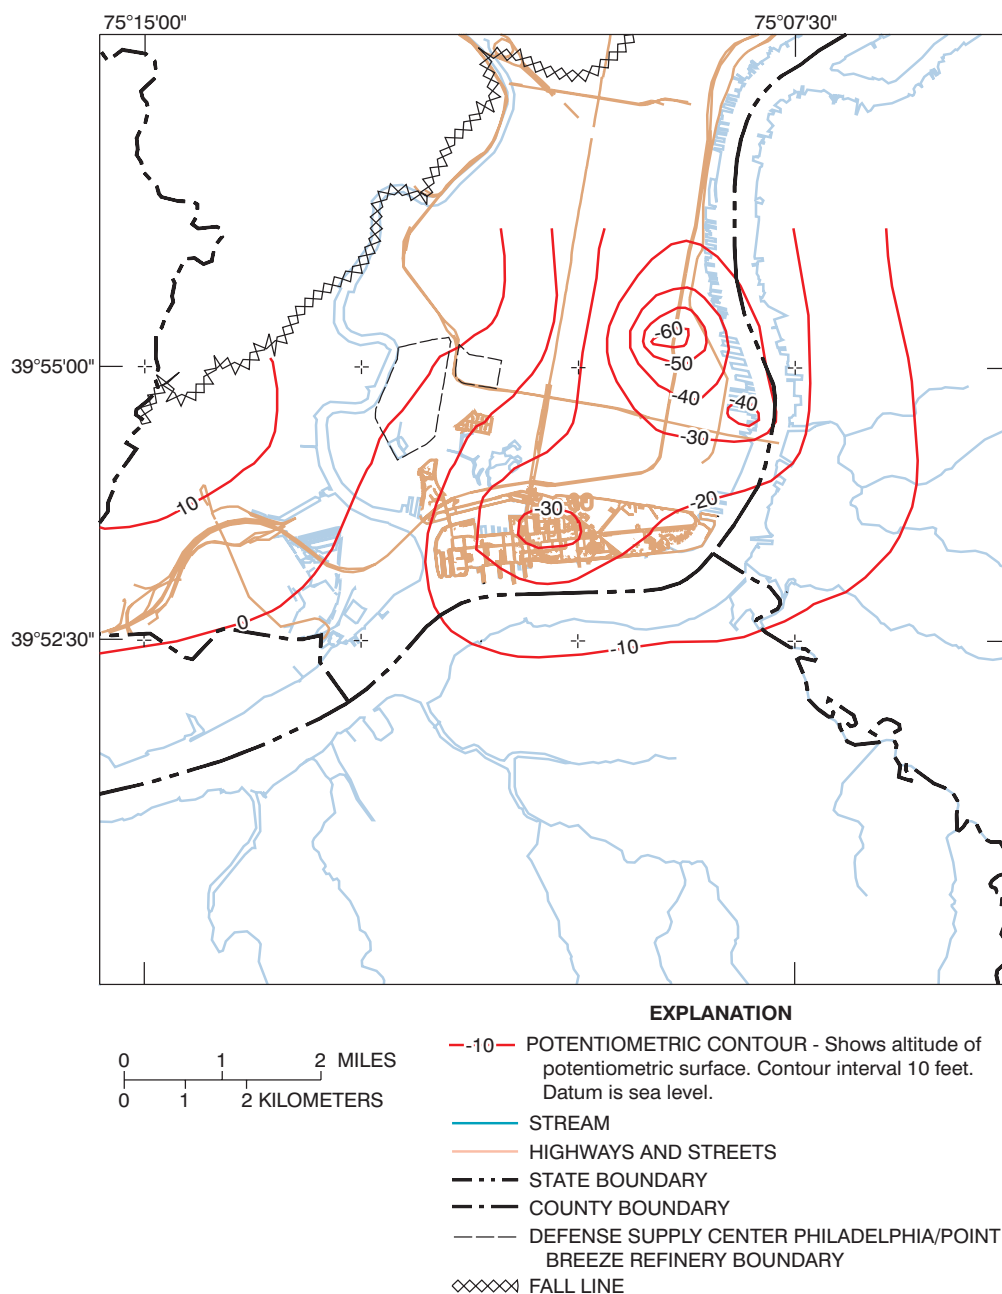 75°15'00"
75°07'30"
-60
39°55'00"
-50
-40
-40
-30
10
-20
-30
0
39°52'30"
-10
EXPLANATION
0 1 2 MILES
0 1 2 KILOMETERS
-10 POTENTIOMETRIC CONTOUR - Shows altitude of
potentiometric surface. Contour interval 10 feet.
Datum is sea level.
STREAM
HIGHWAYS AND STREETS
STATE BOUNDARY
COUNTY BOUNDARY
DEFENSE SUPPLY CENTER PHILADELPHIA/POINT
BREEZE REFINERY BOUNDARY
FALL LINE